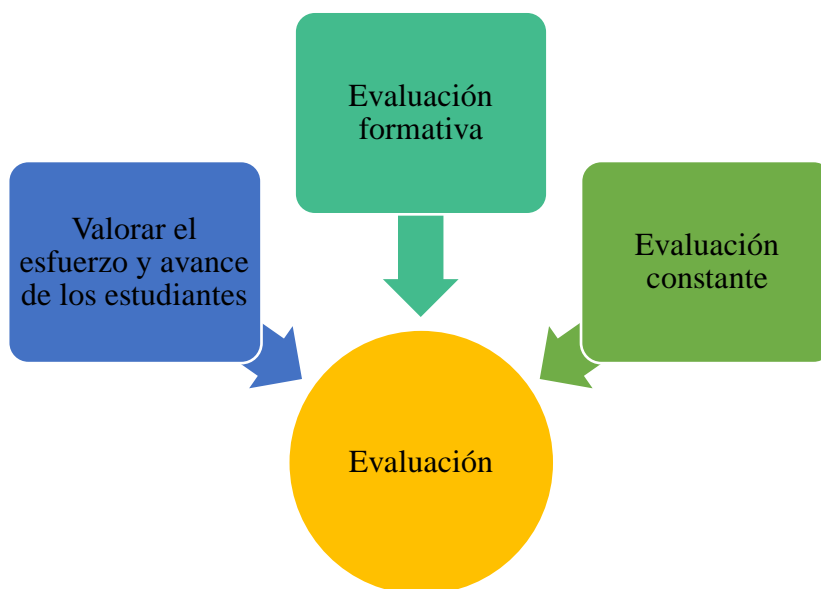 Evaluación
formativa
Valorar el
esfuerzo y avance
de los estudiantes
Evaluación
constante
Evaluación